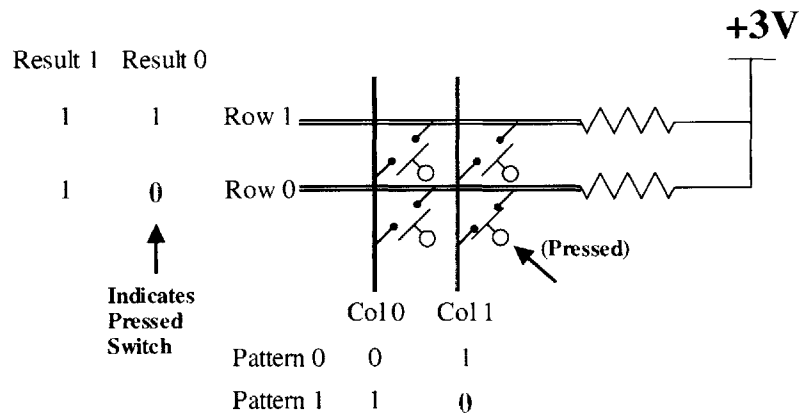 +3V
Result 1 Result 0
1 1 Row 1
1 0 Row 0
(Pressed)
Indicates
Pressed
Switch
Col 0 Col 1
Pattern 0 0 1
Pattern 1 1 0